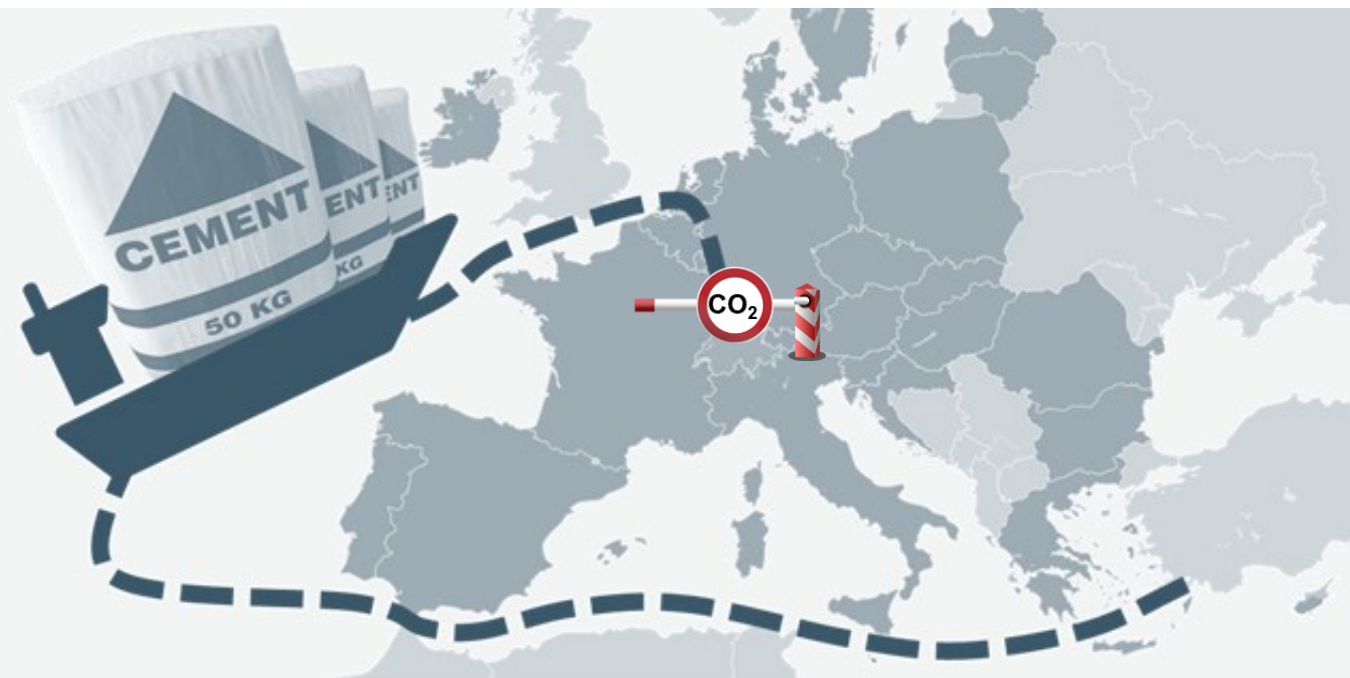 CEMENT
50 KG
ENT
KG
ENT
CO₂